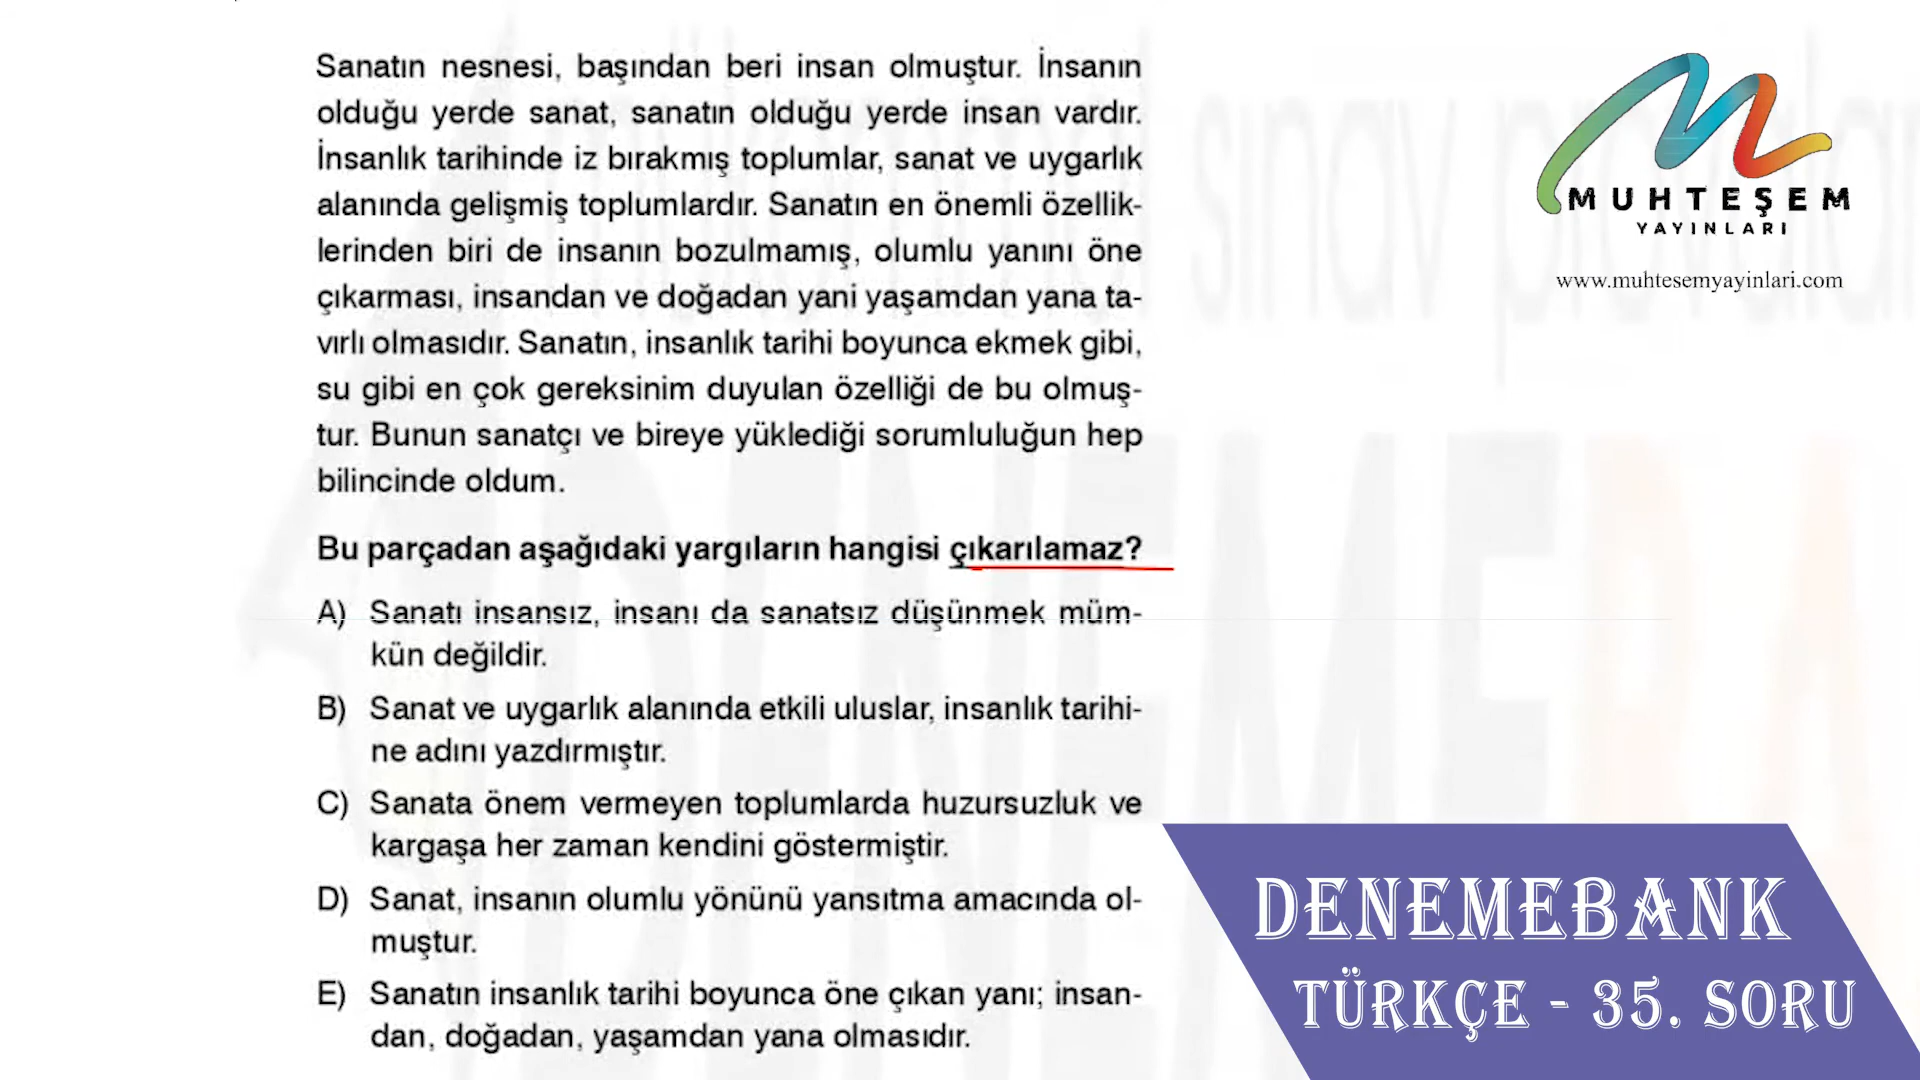 Sanatın nesnesi, başından beri insan olmuştur. İnsanın
olduğu yerde sanat, sanatın olduğu yerde insan vardır.
İnsanlık tarihinde iz bırakmış toplumlar, sanat ve uygarlık
alanında gelişmiş toplumlardır. Sanatın en önemli özellik-
lerinden biri de insanın bozulmamış, olumlu yanını öne
çıkarması, insandan ve doğadan yani yaşamdan yana ta-
vırlı olmasıdır. Sanatın, insanlık tarihi boyunca ekmek gibi,
su gibi en çok gereksinim duyulan özelliği de bu olmuş-
tur. Bunun sanatçı ve bireye yüklediği sorumluluğun hep
bilincinde oldum.
Bu parçadan aşağıdaki yargıların hangisi çıkarılamaz?
A) Sanatı insansız, insanı da sanatsız düşünmek müm-
kün değildir.
B) Sanat ve uygarlık alanında etkili uluslar, insanlık tarihi-
ne adını yazdırmıştır.
C) Sanata önem vermeyen toplumlarda huzursuzluk ve
kargaşa her zaman kendini göstermiştir.
D) Sanat, insanın olumlu yönünü yansıtma amacında ol-
muştur.
E) Sanatın insanlık tarihi boyunca öne çıkan yanı; insan-
dan, doğadan, yaşamdan yana olmasıdır.
MUHTEŞEM
YAYINLARI
www.muhtesemyayinlari.com
DENEMEBANK
TÜRKÇE - 35. SORU